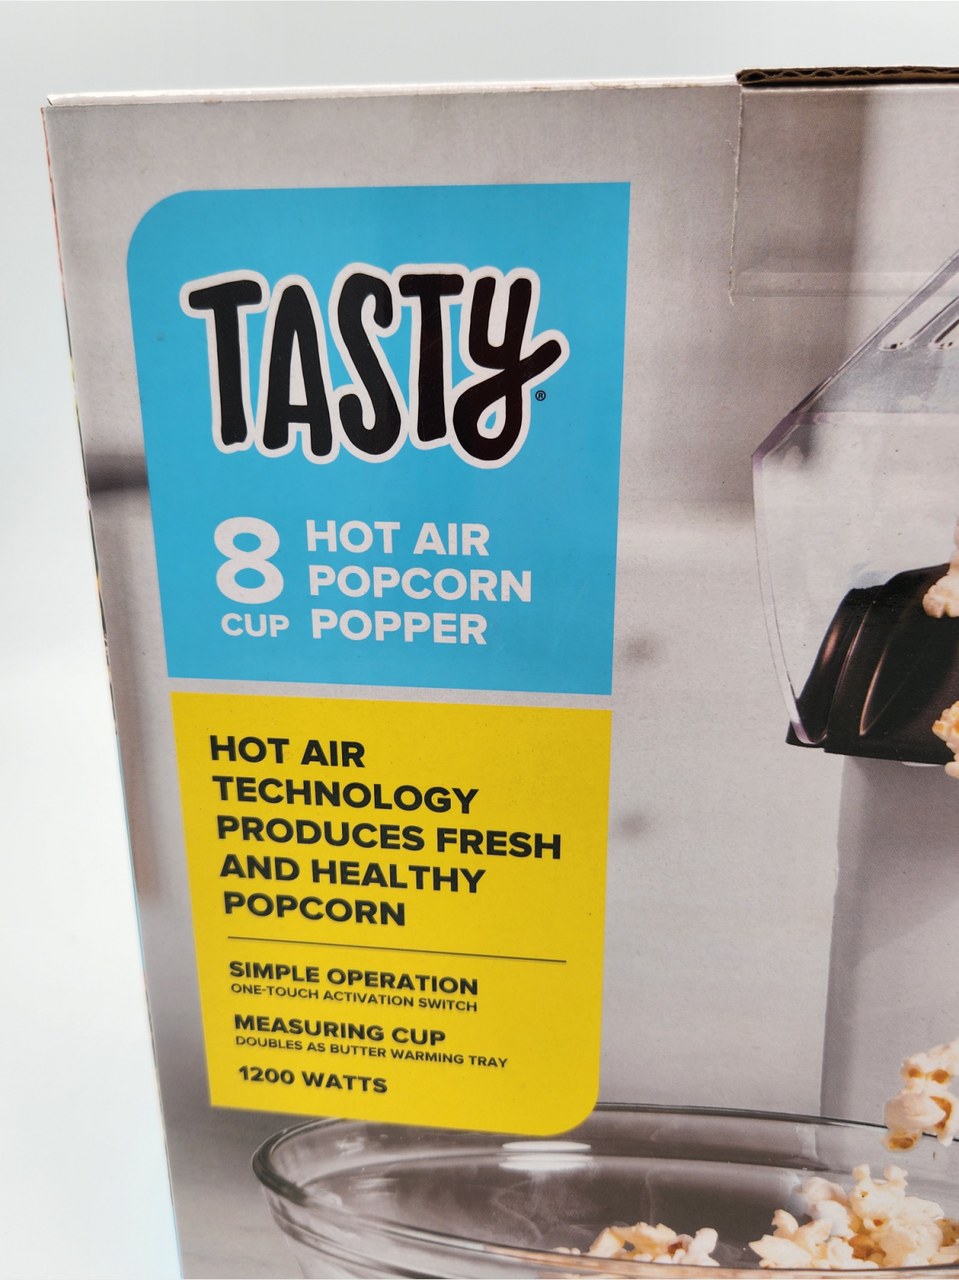 TASTY®
8 CUP
HOT AIR
POPCORN
POPPER
HOT AIR
TECHNOLOGY
PRODUCES FRESH
AND HEALTHY
POPCORN
SIMPLE OPERATION
ONE-TOUCH ACTIVATION SWITCH
MEASURING CUP
DOUBLES AS BUTTER WARMING TRAY
1200 WATTS